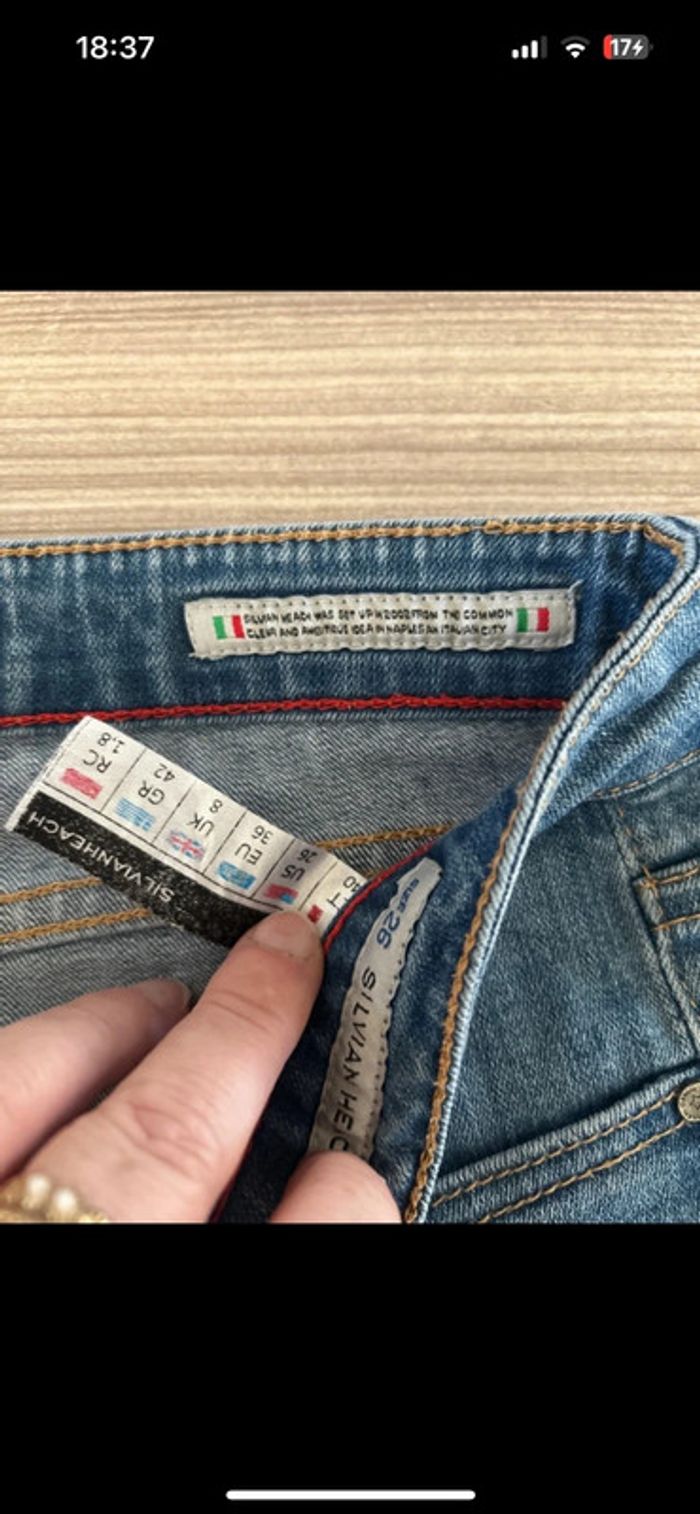 18:37
17
SILVIAN HEACH WAS SET UP IN 2002 FROM THE COMMON
CLEAR AND AMBITIOUS IDEA IN NAPLES AN ITALIAN CITY
RC
1,8
GR
42
UK
8
EU
36
US
26
SILVIANHEACH
SIZE 26
SILVIAN HE